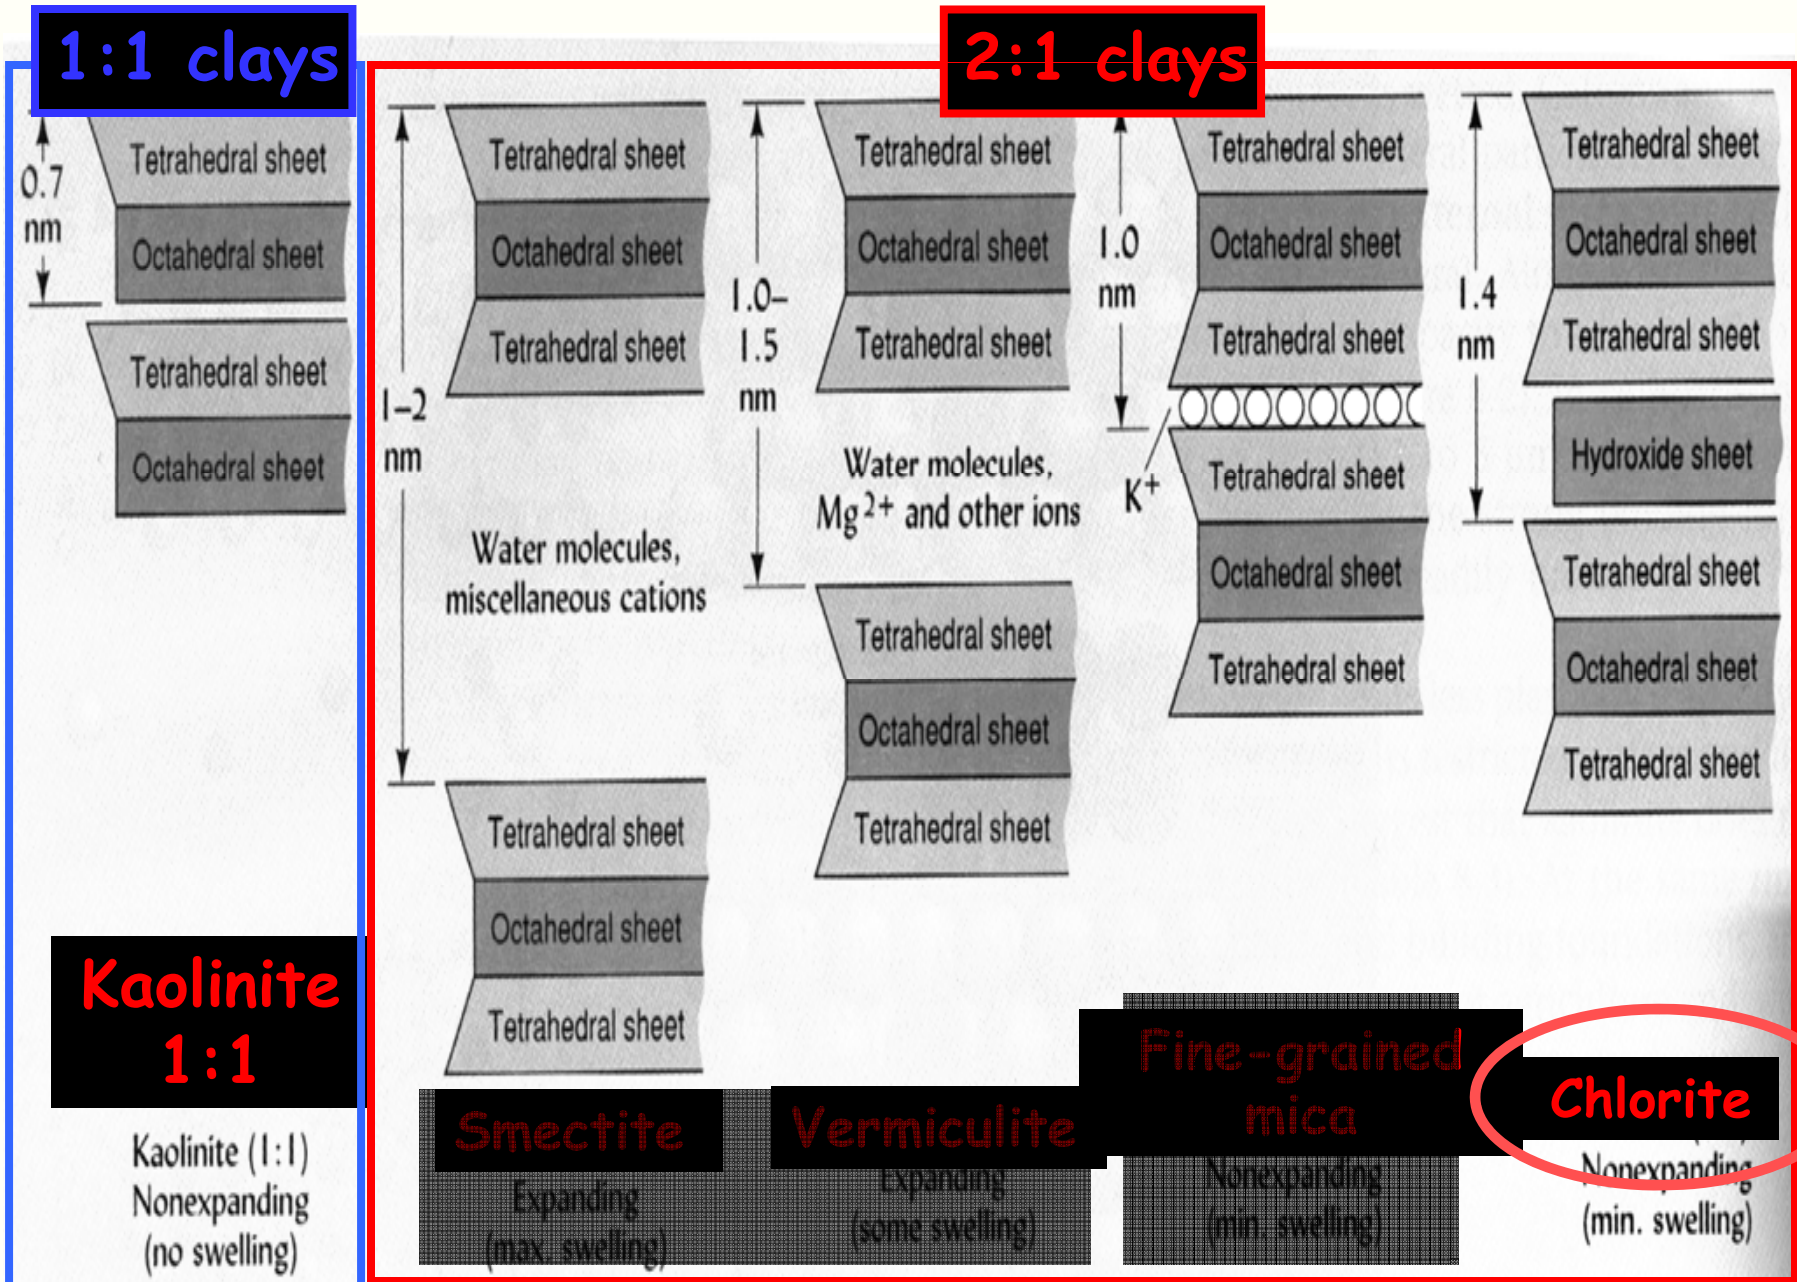 1:1 clays
2:1 clays
0.7
nm
Tetrahedral sheet
Octahedral sheet
Tetrahedral sheet
Octahedral sheet
Kaolinite
1:1
Kaolinite (1:1)
Nonexpanding
(no swelling)
1–2
nm
Tetrahedral sheet
Octahedral sheet
Tetrahedral sheet
Water molecules,
miscellaneous cations
Tetrahedral sheet
Octahedral sheet
Tetrahedral sheet
Smectite
Expanding
(max. swelling)
1.0–
1.5
nm
Tetrahedral sheet
Octahedral sheet
Tetrahedral sheet
Water molecules,
Mg2+ and other ions
Tetrahedral sheet
Octahedral sheet
Tetrahedral sheet
Vermiculite
Expanding
(some swelling)
1.0
nm
Tetrahedral sheet
Octahedral sheet
Tetrahedral sheet
K+
Tetrahedral sheet
Octahedral sheet
Tetrahedral sheet
Fine-grained
mica
Nonexpanding
(min. swelling)
1.4
nm
Tetrahedral sheet
Octahedral sheet
Tetrahedral sheet
Hydroxide sheet
Tetrahedral sheet
Octahedral sheet
Tetrahedral sheet
Chlorite
Nonexpanding
(min. swelling)